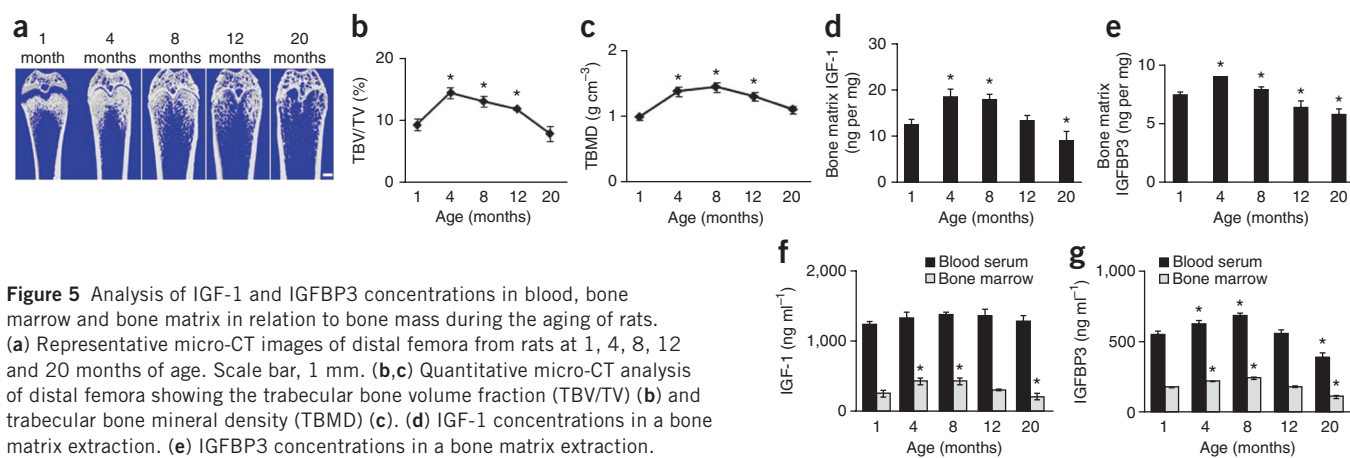 a
1 month
4 months
8 months
12 months
20 months
b
20
10
0
TBV/TV (%)
* * *
1 4 8 12 20
Age (months)
c
2
1
0
TBMD (g cm⁻³)
* * *
1 4 8 12 20
Age (months)
d
30
20
10
0
Bone matrix IGF-1
(ng per mg)
* * *
1 4 8 12 20
Age (months)
e
10
5
0
Bone matrix
IGFBP3 (ng per mg)
* * * *
1 4 8 12 20
Age (months)
f
Blood serum
Bone marrow
2,000
1,000
0
IGF-1 (ng ml⁻¹)
* * *
1 4 8 12 20
Age (months)
g
Blood serum
Bone marrow
1,000
500
0
IGFBP3 (ng ml⁻¹)
* * *
* * *
1 4 8 12 20
Age (months)
Figure 5 Analysis of IGF-1 and IGFBP3 concentrations in blood, bone
marrow and bone matrix in relation to bone mass during the aging of rats.
(a) Representative micro-CT images of distal femora from rats at 1, 4, 8, 12
and 20 months of age. Scale bar, 1 mm. (b,c) Quantitative micro-CT analysis
of distal femora showing the trabecular bone volume fraction (TBV/TV) (b) and
trabecular bone mineral density (TBMD) (c). (d) IGF-1 concentrations in a bone
matrix extraction. (e) IGFBP3 concentrations in a bone matrix extraction.